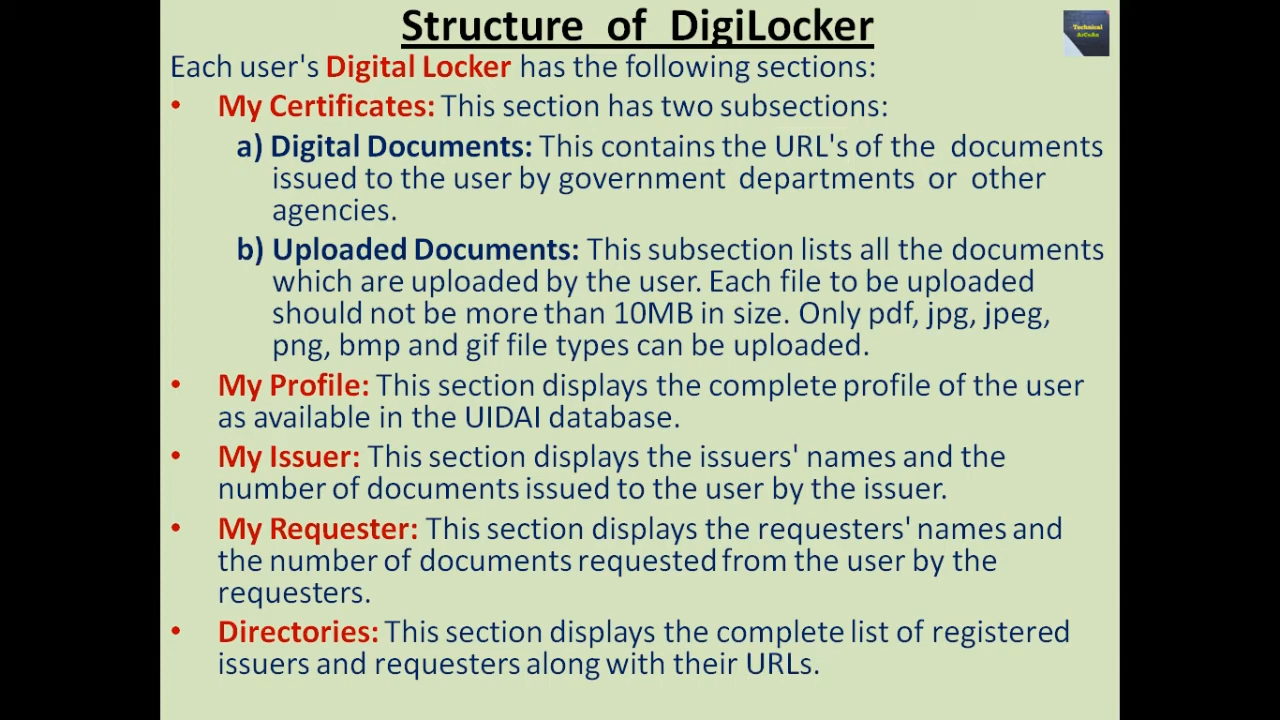 Structure of DigiLocker
Technical
ArCnAs
Each user's Digital Locker has the following sections:
• My Certificates: This section has two subsections:
a) Digital Documents: This contains the URL's of the documents
issued to the user by government departments or other
agencies.
b) Uploaded Documents: This subsection lists all the documents
which are uploaded by the user. Each file to be uploaded
should not be more than 10MB in size. Only pdf, jpg, jpeg,
png, bmp and gif file types can be uploaded.
• My Profile: This section displays the complete profile of the user
as available in the UIDAI database.
• My Issuer: This section displays the issuers' names and the
number of documents issued to the user by the issuer.
• My Requester: This section displays the requesters' names and
the number of documents requested from the user by the
requesters.
• Directories: This section displays the complete list of registered
issuers and requesters along with their URLs.